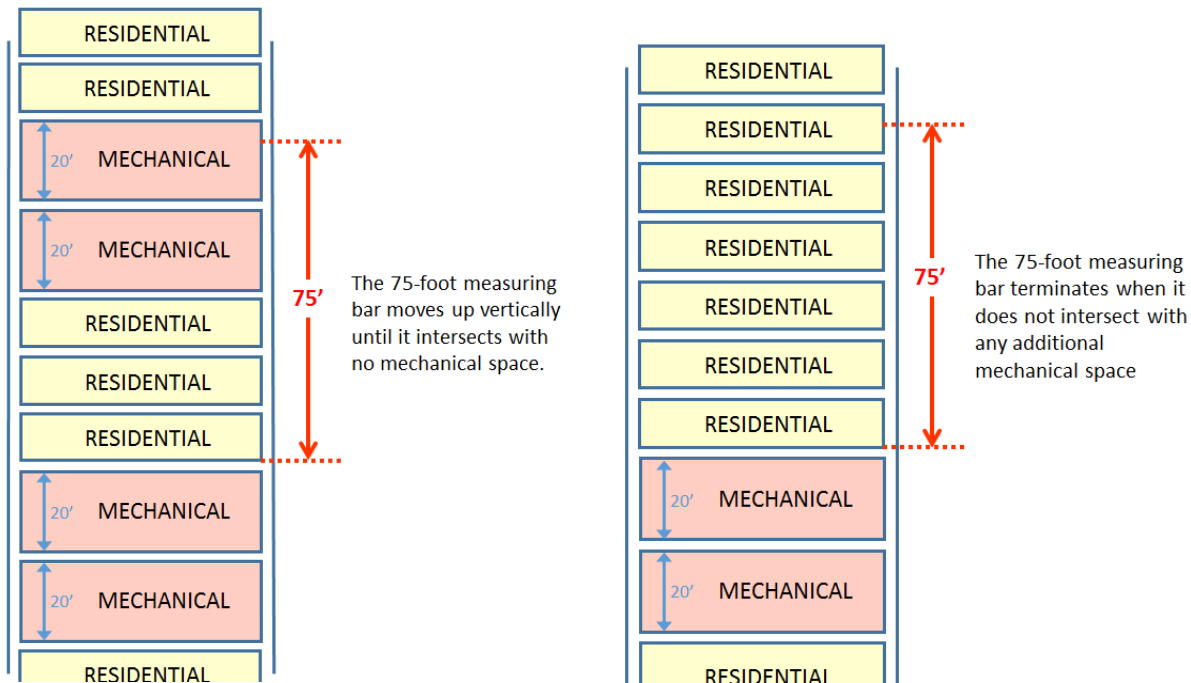 RESIDENTIAL
RESIDENTIAL
20’ MECHANICAL
20’ MECHANICAL
RESIDENTIAL
RESIDENTIAL
RESIDENTIAL
20’ MECHANICAL
20’ MECHANICAL
RESIDENTIAL
75’
The 75-foot measuring
bar moves up vertically
until it intersects with
no mechanical space.
RESIDENTIAL
RESIDENTIAL
RESIDENTIAL
RESIDENTIAL
RESIDENTIAL
RESIDENTIAL
RESIDENTIAL
20’ MECHANICAL
20’ MECHANICAL
RESIDENTIAL
75’
The 75-foot measuring
bar terminates when it
does not intersect with
any additional
mechanical space